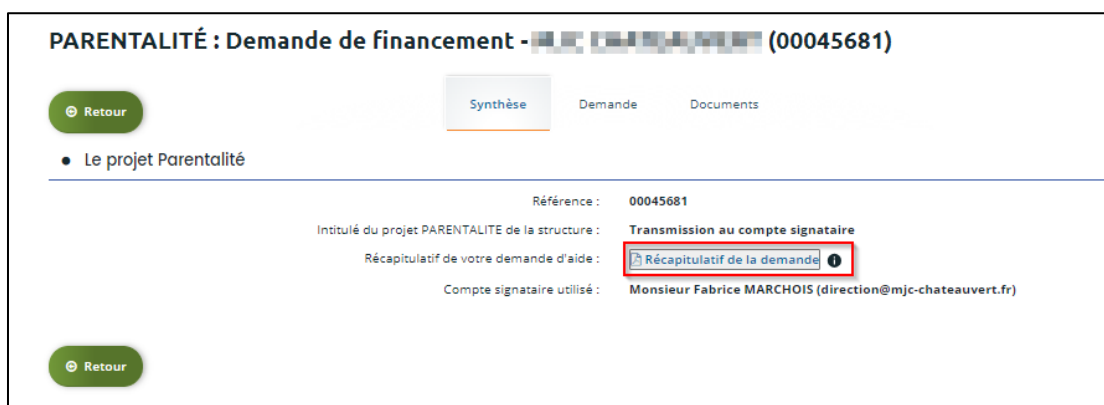 PARENTALITÉ : Demande de financement - (00045681)
Retour
Synthèse Demande Documents
Le projet Parentalité
Référence : 00045681
Intitulé du projet PARENTALITE de la structure : Transmission au compte signataire
Récapitulatif de votre demande d'aide : Récapitulatif de la demande
Compte signataire utilisé : Monsieur Fabrice MARCHOIS (direction@mjc-chateauvert.fr)
Retour